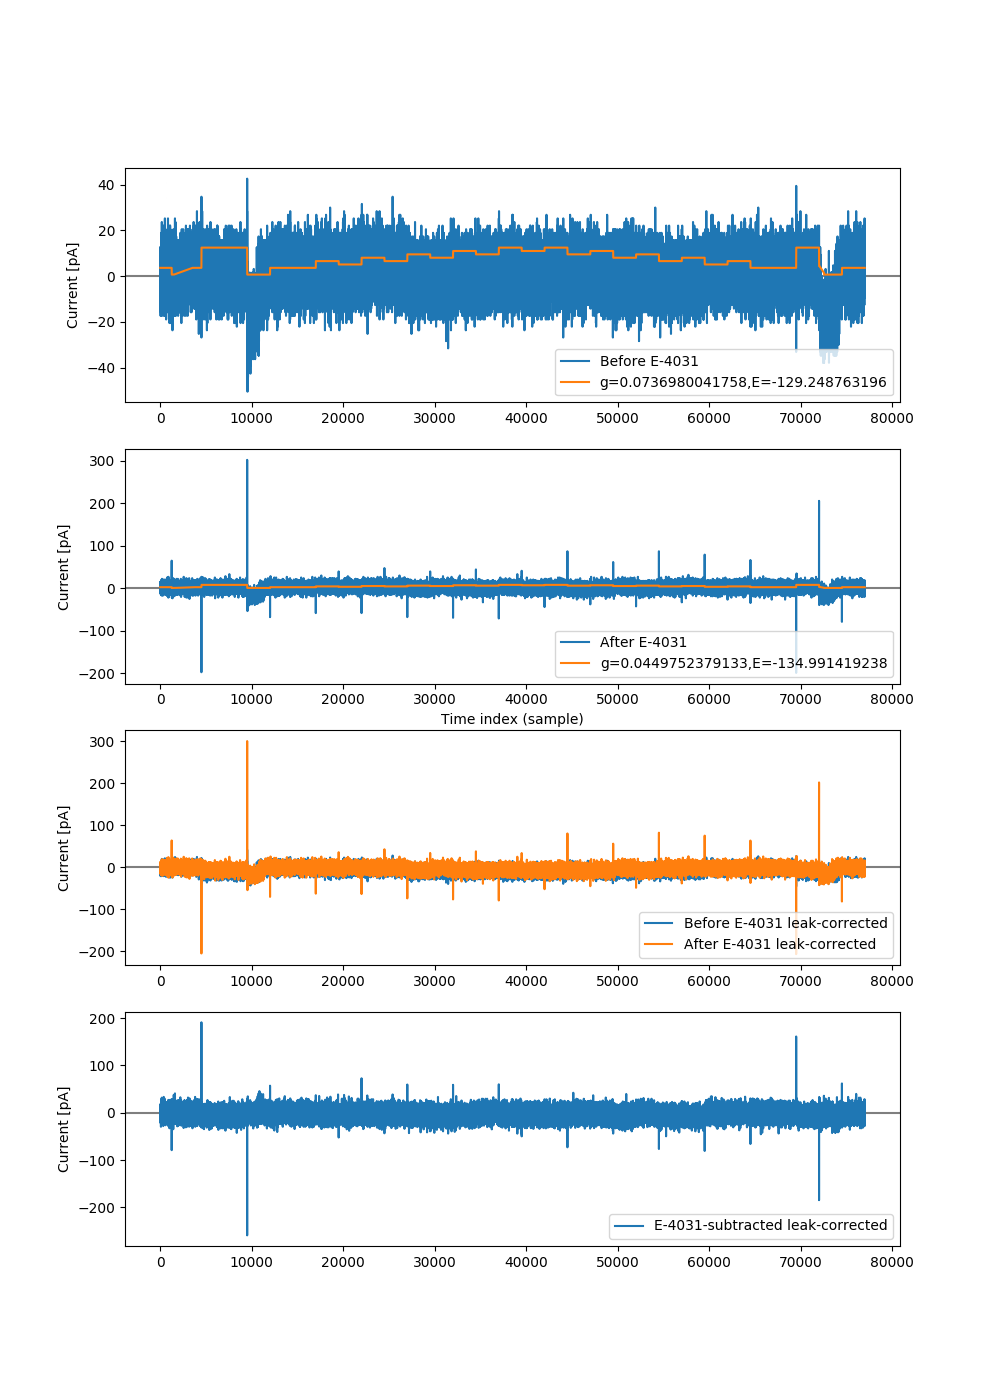 40
20
0
−20
−40
Current [pA]
Before E-4031
g=0.0736980041758,E=-129.248763196
0 10000 20000 30000 40000 50000 60000 70000 80000
300
200
100
0
−100
−200
Current [pA]
After E-4031
g=0.0449752379133,E=-134.991419238
0 10000 20000 30000 40000 50000 60000 70000 80000
Time index (sample)
300
200
100
0
−100
−200
Current [pA]
Before E-4031 leak-corrected
After E-4031 leak-corrected
0 10000 20000 30000 40000 50000 60000 70000 80000
200
100
0
−100
−200
Current [pA]
E-4031-subtracted leak-corrected
0 10000 20000 30000 40000 50000 60000 70000 80000